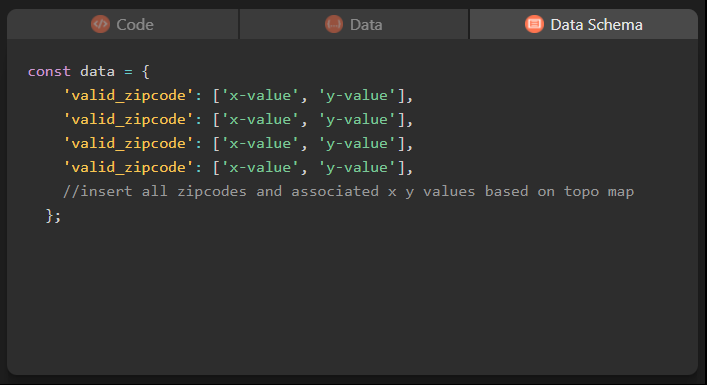 Code
Data
Data Schema
const data = {
    'valid_zipcode': ['x-value', 'y-value'],
    'valid_zipcode': ['x-value', 'y-value'],
    'valid_zipcode': ['x-value', 'y-value'],
    'valid_zipcode': ['x-value', 'y-value'],
    //insert all zipcodes and associated x y values based on topo map
  };